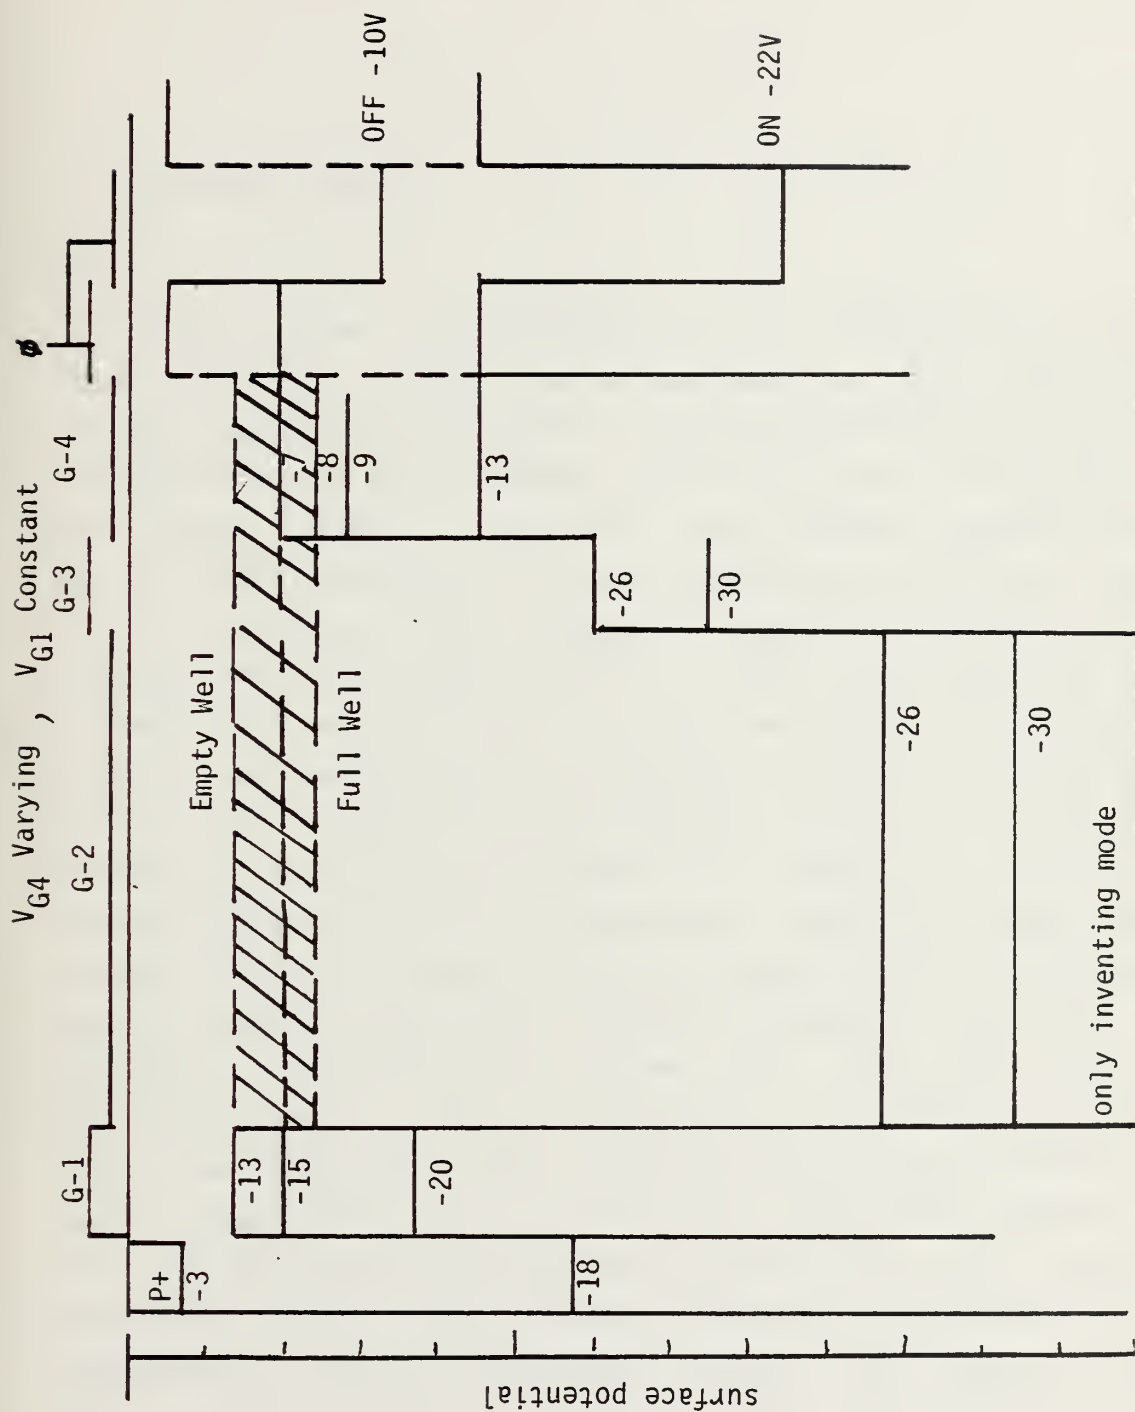 V_G4 Varying , V_G1 Constant
G-1
G-2
G-3
G-4
ø
P+
-3
-18
-13
-15
-20
Empty Well
Full Well
-7
-8
-9
-13
-26
-30
-26
-30
OFF -10V
ON -22V
only inventing mode
surface potential